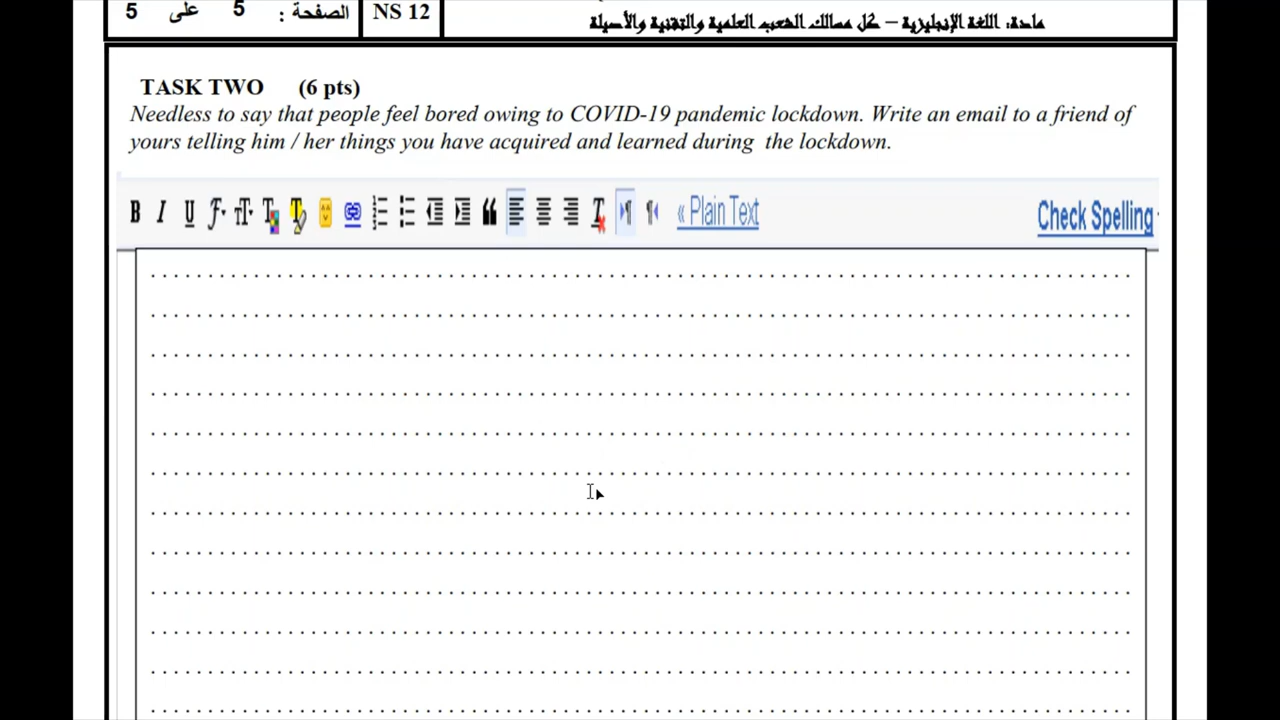 الصفحة : 5 على 5
NS 12
مادة: اللغة الإنجليزية – كل مسالك الشعب العلمية والتقنية والأصيلة
TASK TWO (6 pts)
Needless to say that people feel bored owing to COVID-19 pandemic lockdown. Write an email to a friend of
yours telling him / her things you have acquired and learned during the lockdown.
B I U « Plain Text Check Spelling